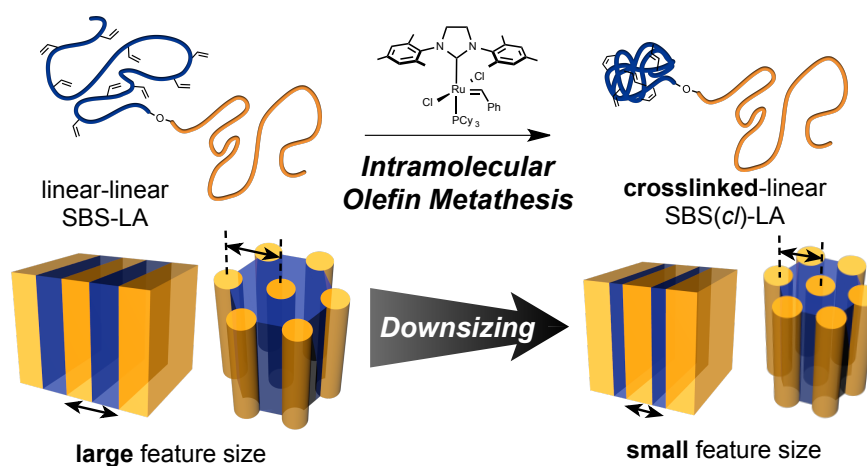 N N
Cl
Ru
Cl
Ph
PCy3
O
O
Intramolecular
Olefin Metathesis
linear-linear
SBS-LA
crosslinked-linear
SBS(cl)-LA
Downsizing
large feature size
small feature size